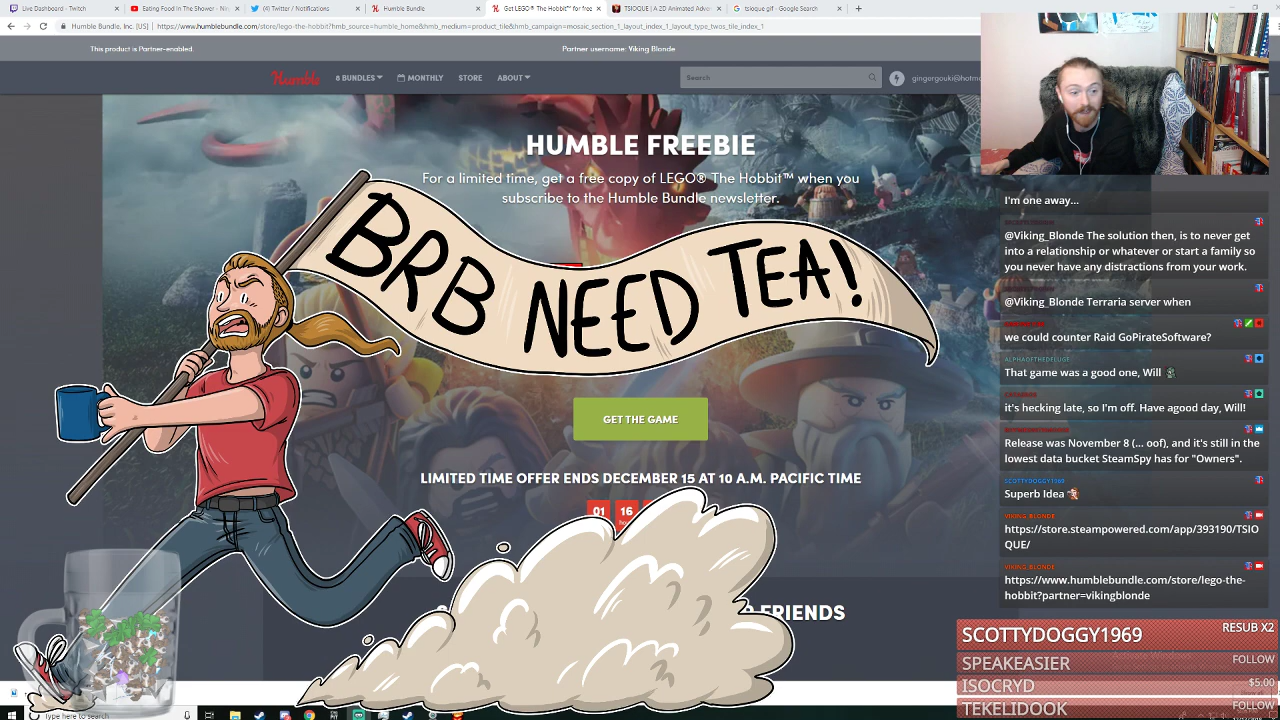 Live Dashboard - Twitch
Eating Food In The Shower - Nin
(4) Twitter / Notifications
Humble Bundle
Get LEGO® The Hobbit™ for free
TSIOQUE | A 2D Animated Adven
tsioque gif - Google Search
Humble Bundle, Inc. [US] | https://www.humblebundle.com/store/lego-the-hobbit?hmb_source=humble_home&hmb_medium=product_tile&hmb_campaign=mosaic_section_1_layout_index_1_layout_type_twos_tile_index_1
This product is Partner-enabled.
Partner username: Viking Blonde
Humble
6 BUNDLES
MONTHLY
STORE
ABOUT
Search
gingergouki@hotm
HUMBLE FREEBIE
For a limited time, get a free copy of LEGO® The Hobbit™ when you
subscribe to the Humble Bundle newsletter.
BRB NEED TEA!
GET THE GAME
LIMITED TIME OFFER ENDS DECEMBER 15 AT 10 A.M. PACIFIC TIME
01 16
FRIENDS
I'm one away...
@Viking_Blonde The solution then, is to never get
into a relationship or whatever or start a family so
you never have any distractions from your work.
@Viking_Blonde Terraria server when
we could counter Raid GoPirateSoftware?
ALPHAOFTHEDELUGE
That game was a good one, Will
it's hecking late, so I'm off. Have agood day, Will!
Release was November 8 (... oof), and it's still in the
lowest data bucket SteamSpy has for "Owners".
SCOTTYDOGGY1969
Superb Idea
VIKING_BLONDE
https://store.steampowered.com/app/393190/TSIO
QUE/
VIKING_BLONDE
https://www.humblebundle.com/store/lego-the-
hobbit?partner=vikingblonde
SCOTTYDOGGY1969 RESUB X2
SPEAKEASIER FOLLOW
ISOCRYD $5.00
TEKELIDOOK FOLLOW
Type here to search